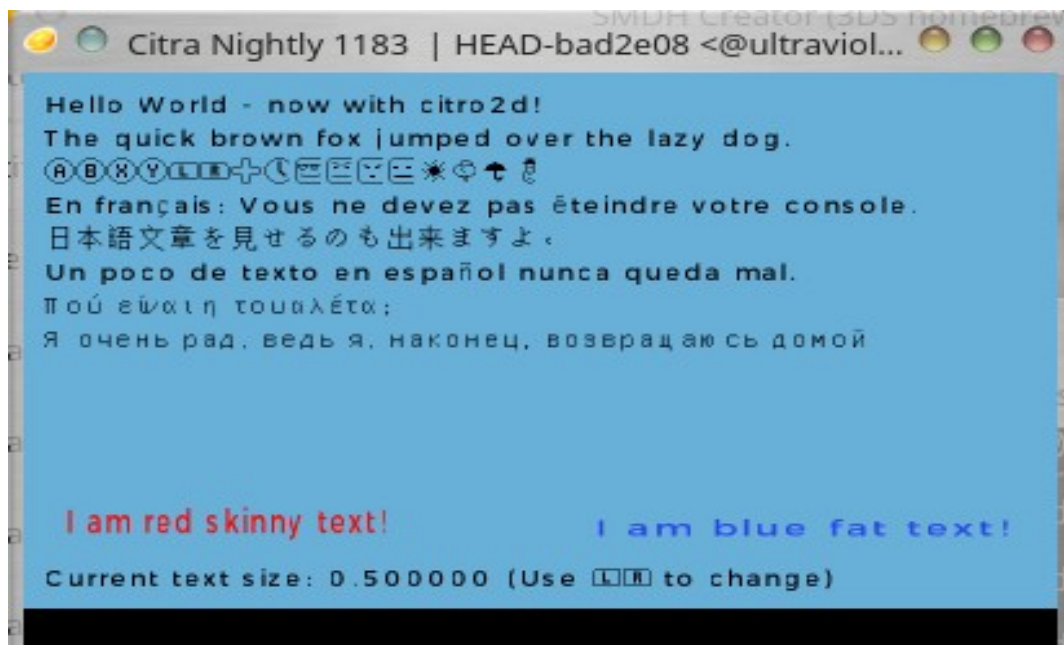 SMDH Creator (3DS homebrew
Citra Nightly 1183 | HEAD-bad2e08 <@ultraviol...
Hello World - now with citro2d!
The quick brown fox jumped over the lazy dog.
ⒶⒷⓍⓎ
En français: Vous ne devez pas éteindre votre console.
日本語文章を見せるのも出来ますよ。
Un poco de texto en español nunca queda mal.
Πού είναι η τουαλέτα;
Я очень рад, ведь я, наконец, возвращаюсь домой
I am red skinny text!
I am blue fat text!
Current text size: 0.500000 (Use LR to change)